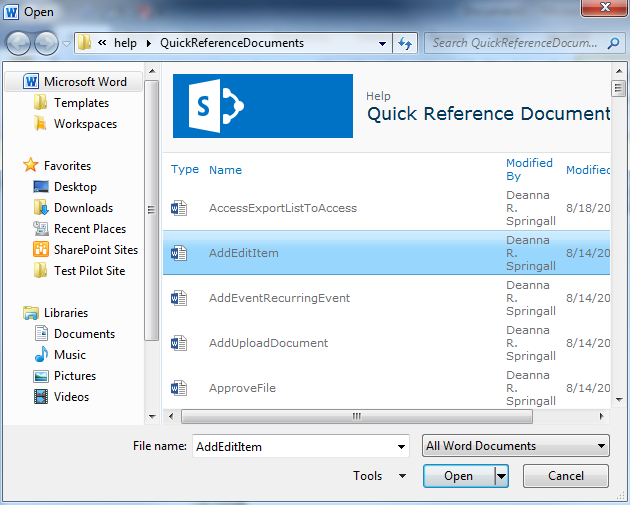 Open
« help ▸ QuickReferenceDocuments
Search QuickReferenceDocum...
Microsoft Word
Templates
Workspaces
Favorites
Desktop
Downloads
Recent Places
SharePoint Sites
Test Pilot Site
Libraries
Documents
Music
Pictures
Videos
S
Help
Quick Reference Document
Type Name Modified By Modified
AccessExportListToAccess Deanna R. Springall 8/18/20
AddEditItem Deanna R. Springall 8/14/20
AddEventRecurringEvent Deanna R. Springall 8/14/20
AddUploadDocument Deanna R. Springall 8/14/20
ApproveFile Deanna R. Springall 8/14/20
File name: AddEditItem All Word Documents
Tools Open Cancel